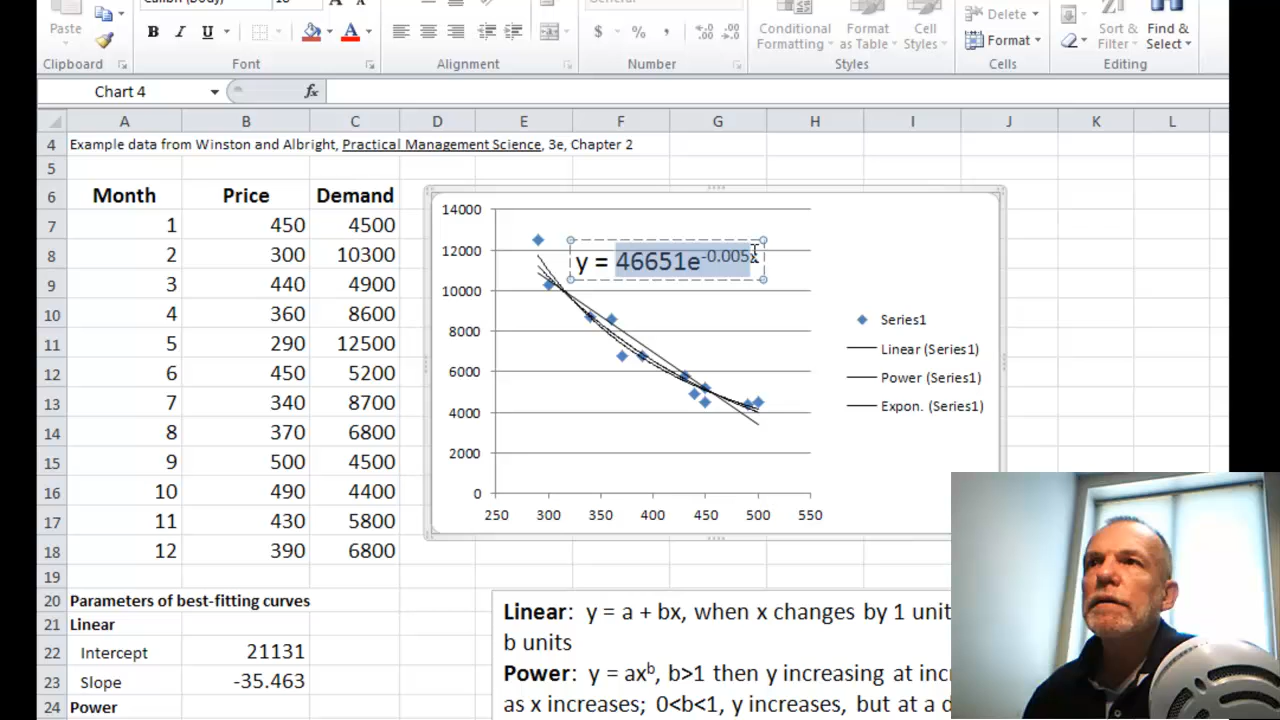 Calibri (Body)
General
Paste
B I U
$ % ,
Conditional Formatting
Format as Table
Cell Styles
Delete
Format
Sort & Filter
Find & Select
Clipboard Font Alignment Number Styles Cells Editing
Chart 4 fx
A B C D E F G H I J K L
4 Example data from Winston and Albright, Practical Management Science, 3e, Chapter 2
5
6 Month Price Demand
7 1 450 4500
8 2 300 10300
9 3 440 4900
10 4 360 8600
11 5 290 12500
12 6 450 5200
13 7 340 8700
14 8 370 6800
15 9 500 4500
16 10 490 4400
17 11 430 5800
18 12 390 6800
19
20 Parameters of best-fitting curves
21 Linear
22 Intercept 21131
23 Slope -35.463
24 Power
14000
12000
10000
8000
6000
4000
2000
0
250 300 350 400 450 500 550
y = 46651e^-0.005x
Series1
Linear (Series1)
Power (Series1)
Expon. (Series1)
Linear: y = a + bx, when x changes by 1 unit
b units
Power: y = ax^b, b>1 then y increasing at incr
as x increases; 0<b<1, y increases, but at a d